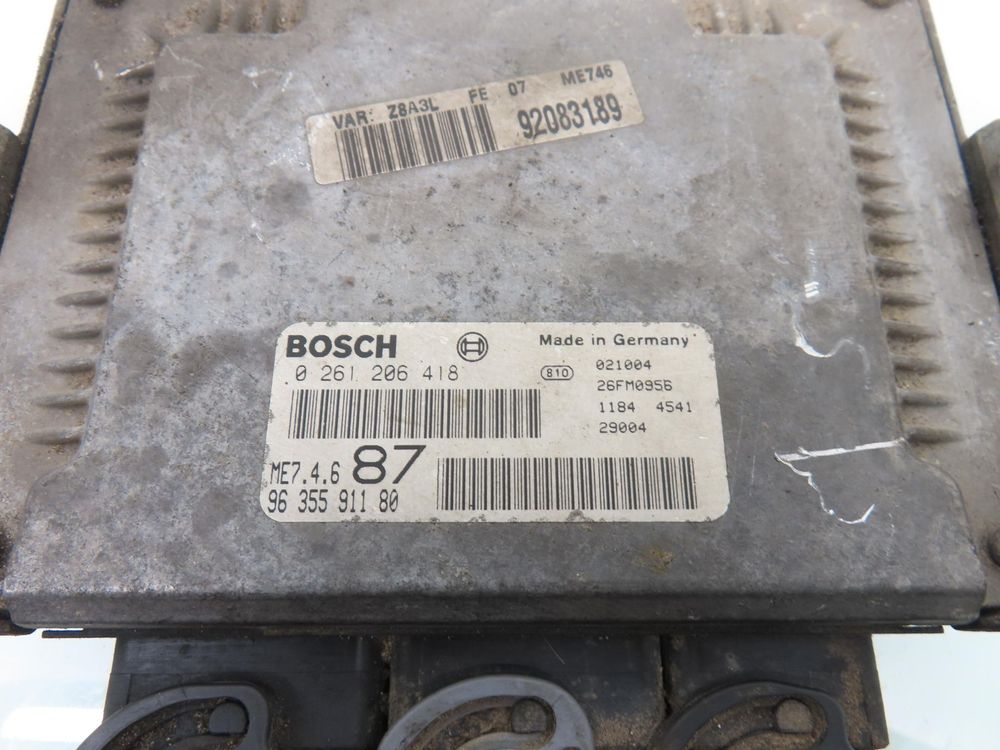 VAR: Z8A3L FE 07 ME746
92083189
BOSCH Made in Germany
0 261 206 418 810 021004
26FM0956
1184 4541
29004
ME7.4.6 87
96 355 911 80